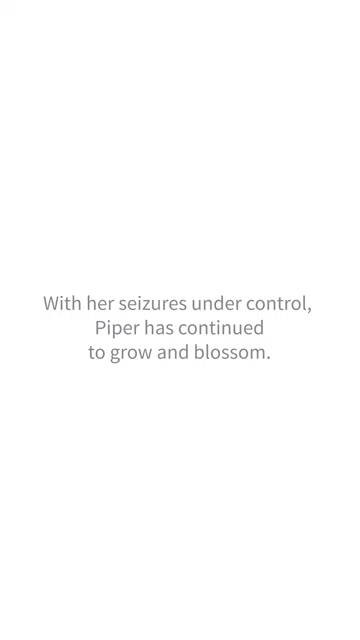 With her seizures under control,
Piper has continued
to grow and blossom.